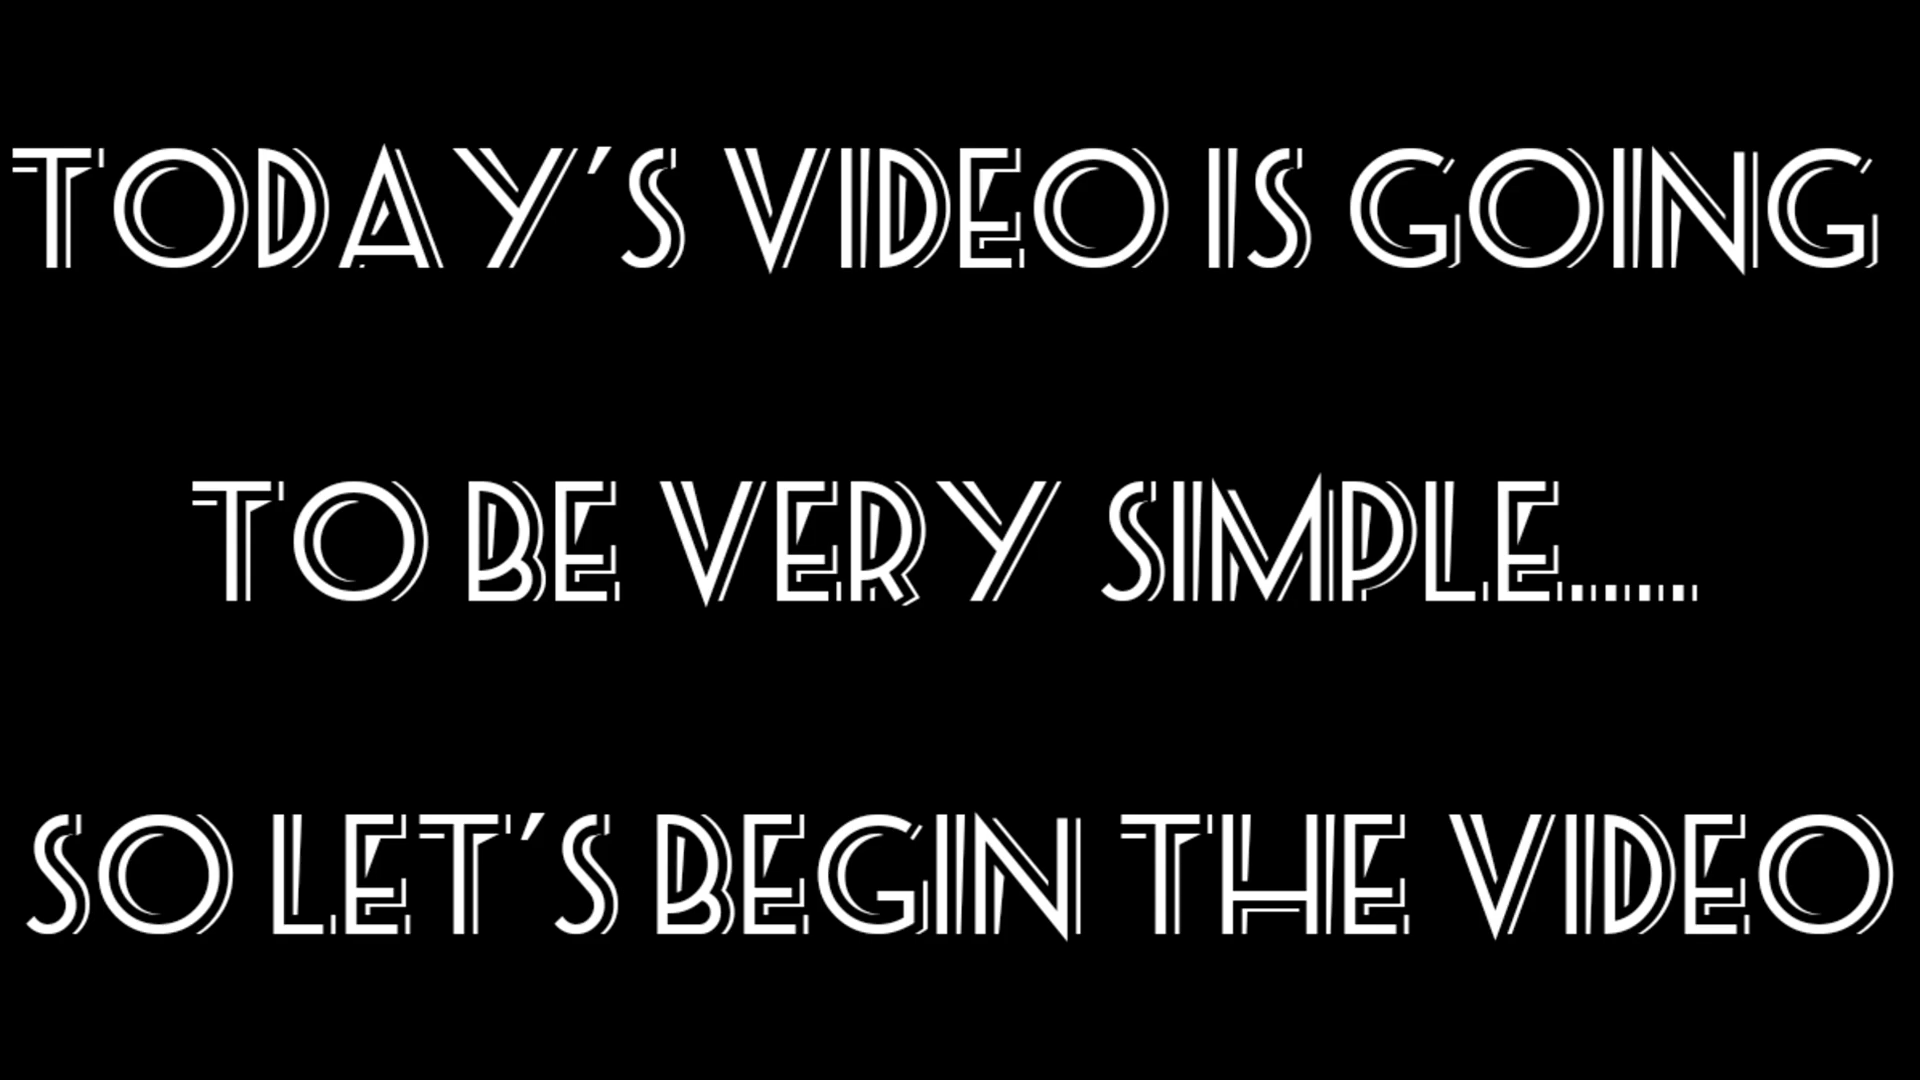 TODAY'S VIDEO IS GOING
TO BE VERY SIMPLE.......
SO LET'S BEGIN THE VIDEO